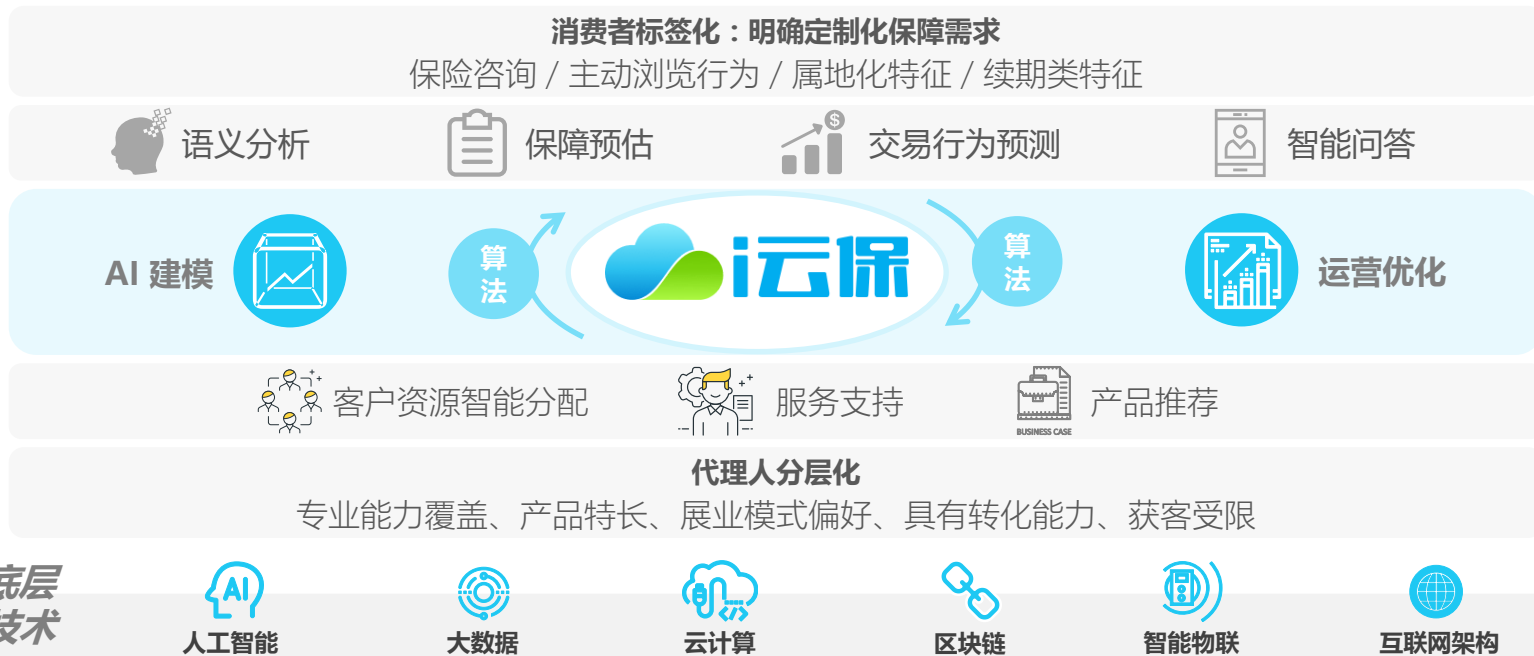 消费者标签化：明确定制化保障需求
保险咨询 / 主动浏览行为 / 属地化特征 / 续期类特征
语义分析
保障预估
$
交易行为预测
智能问答
AI 建模
算法
i云保
算法
运营优化
客户资源智能分配
服务支持
BUSINESS CASE
产品推荐
代理人分层化
专业能力覆盖、产品特长、展业模式偏好、具有转化能力、获客受限
底层
技术
AI
</>
人工智能
大数据
云计算
区块链
智能物联
互联网架构